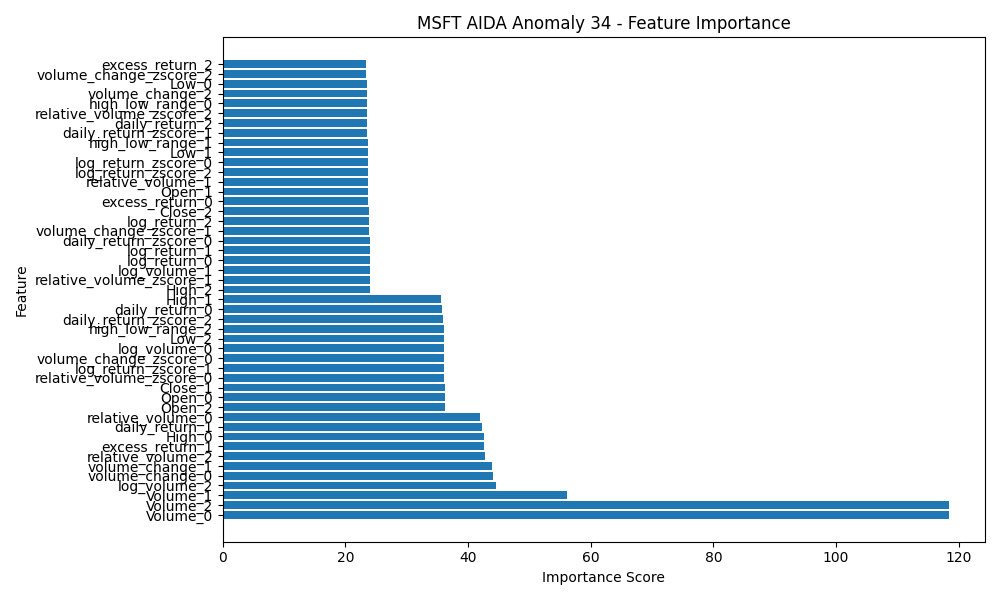 MSFT AIDA Anomaly 34 - Feature Importance
excess_return_2
volume_change_zscore_2
Low_0
volume_change_2
high_low_range_0
relative_volume_zscore_2
daily_return_2
daily_return_zscore_1
high_low_range_1
Low_1
log_return_zscore_0
log_return_zscore_2
relative_volume_1
Open_1
excess_return_0
Close_2
log_return_2
volume_change_zscore_1
daily_return_zscore_0
log_return_1
log_return_0
log_volume_1
relative_volume_zscore_1
High_2
High_1
daily_return_0
daily_return_zscore_2
high_low_range_2
Low_2
log_volume_0
volume_change_zscore_0
log_return_zscore_1
relative_volume_zscore_0
Close_1
Open_0
Open_2
relative_volume_0
daily_return_1
High_0
excess_return_1
relative_volume_2
volume_change_1
volume_change_0
log_volume_2
Volume_1
Volume_2
Volume_0
Feature
0 20 40 60 80 100 120
Importance Score